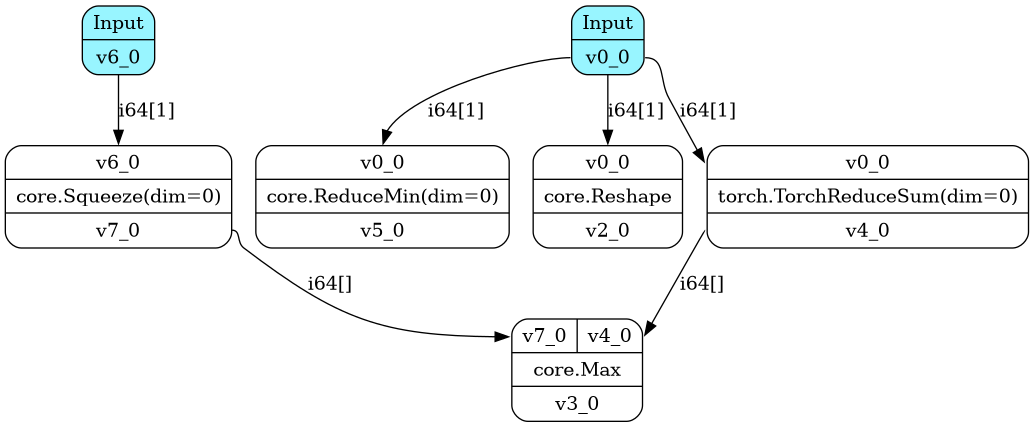 Input
v6_0
Input
v0_0
i64[1]
i64[1]
i64[1]
i64[1]
v6_0
core.Squeeze(dim=0)
v7_0
v0_0
core.ReduceMin(dim=0)
v5_0
v0_0
core.Reshape
v2_0
v0_0
torch.TorchReduceSum(dim=0)
v4_0
i64[]
i64[]
v7_0 v4_0
core.Max
v3_0